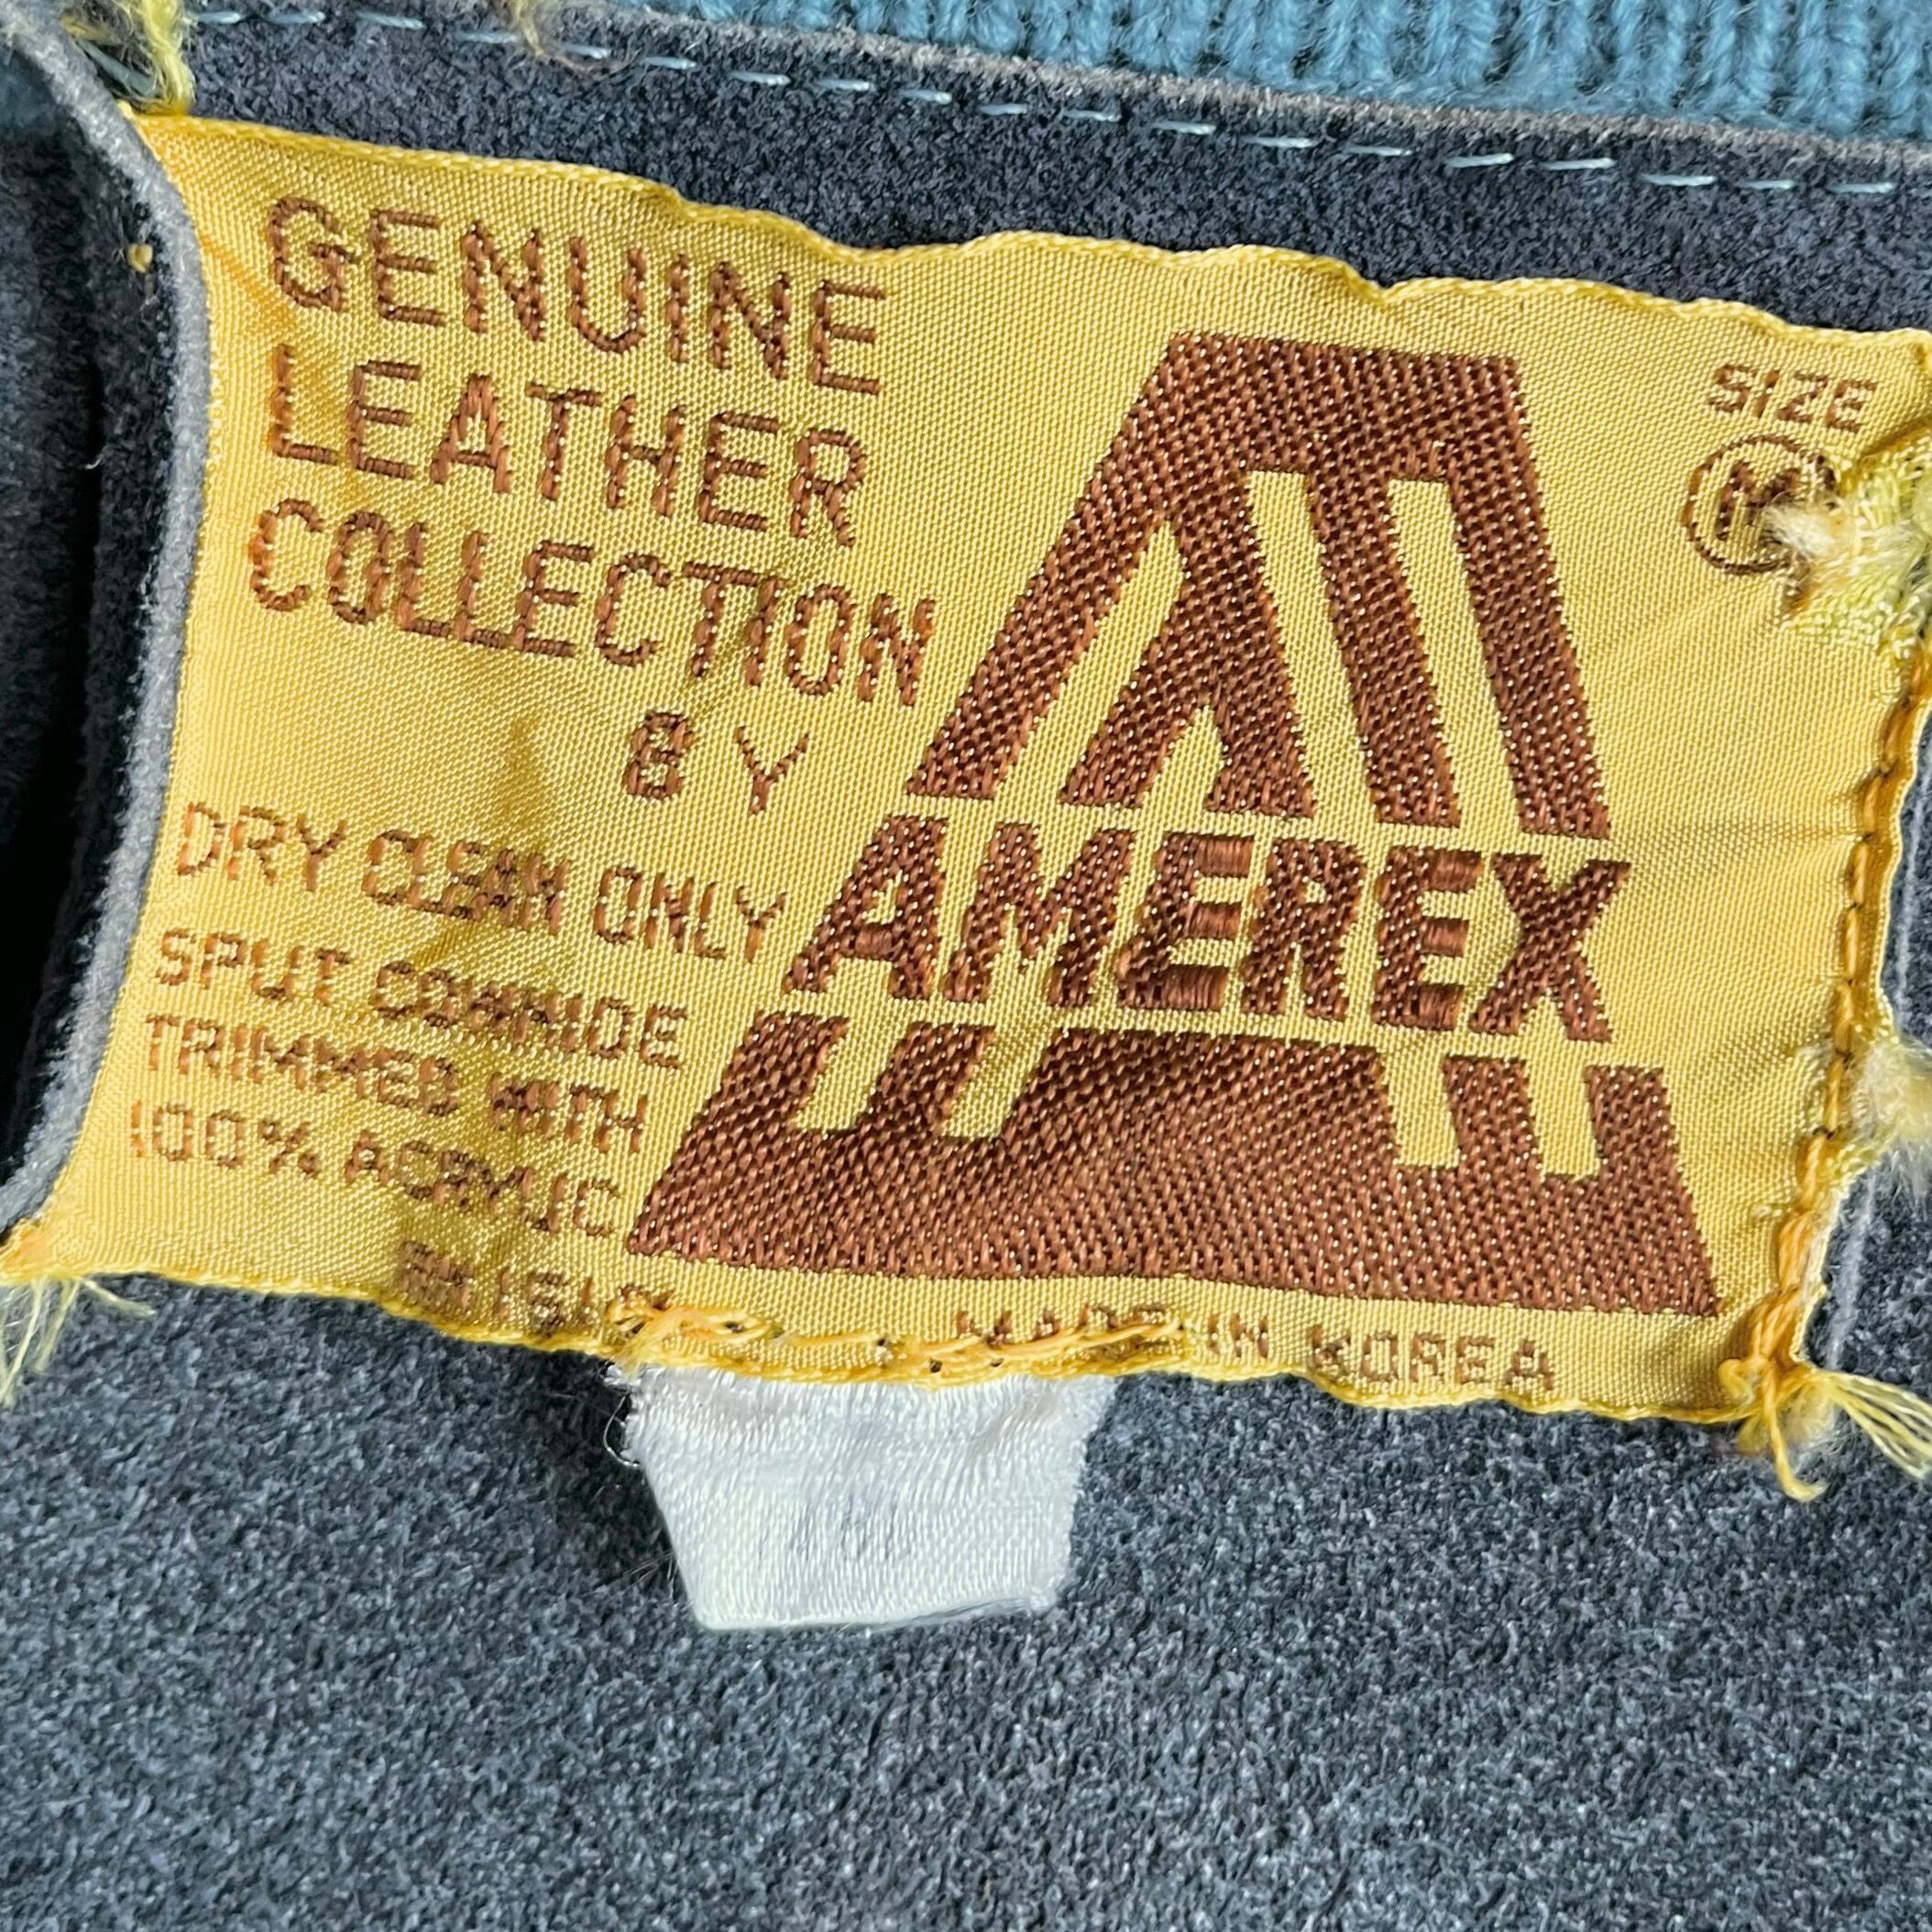 GENUINE
LEATHER
COLLECTION
BY
AMEREX
SIZE
M
DRY CLEAN ONLY
SPLIT COWHIDE
TRIMMED WITH
100% ACRYLIC
MADE IN KOREA